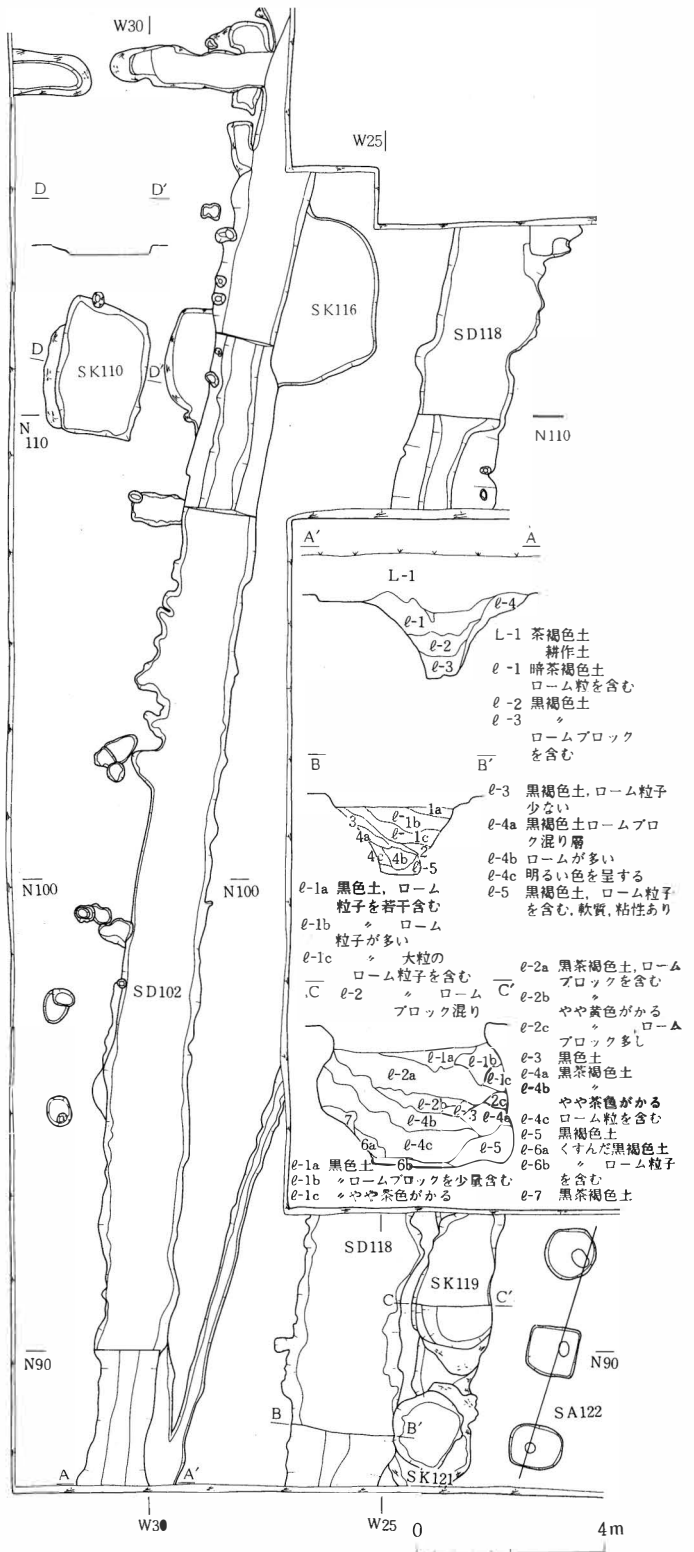 W30
W25
D D′
SK116
SD118
D
SK110
D′
N
110
N110
A′ A
L-1
ℓ-4
ℓ-1
ℓ-2
ℓ-3
L-1 茶褐色土
耕作土
ℓ-1 暗茶褐色土
ローム粒を含む
ℓ-2 黒褐色土
ℓ-3 〃
ロームブロック
を含む
B B′
1a
ℓ-1b
3
ℓ-1c
4a
2
4c 4b
ℓ-5
ℓ-3 黒褐色土,ローム粒子
少ない
ℓ-4a 黒褐色土ロームブロ
ク混り層
ℓ-4b ロームが多い
ℓ-4c 明るい色を呈する
ℓ-5 黒褐色土, ローム粒子
を含む,軟質,粘性あり
N100 N100
ℓ-1a 黒色土, ローム
粒子を若干含む
ℓ-1b 〃 ローム
粒子が多い
ℓ-1c 〃 大粒の
ローム粒子を含む
ℓ-2 〃 ローム
ブロック混り
SD102
C C′
ℓ-2a 黒茶褐色土,ローム
ブロックを含む
ℓ-2b 〃
やや黄色がかる
ℓ-2c 〃 ,ローム
ブロック多し
ℓ-3 黒色土
ℓ-4a 黒茶褐色土
ℓ-4b 〃
やや茶色がかる
ℓ-4c ローム粒を含む
ℓ-5 黒褐色土
ℓ-6a くすんだ黒褐色土
ℓ-6b 〃 ローム粒子
を含む
ℓ-7 黒茶褐色土
ℓ-1a ℓ-1b
ℓ-2a
ℓ-1c
ℓ-2b 2c
ℓ-3 ℓ-4a
7 ℓ-4b
6a ℓ-4c ℓ-5
6b
ℓ-1a 黒色土
ℓ-1b 〃ロームブロックを少量含む
ℓ-1c 〃やや茶色がかる
SD118
SK119
C C′
N90 N90
SA122
B B′
SK121
A A′
W30 W25 0 4m